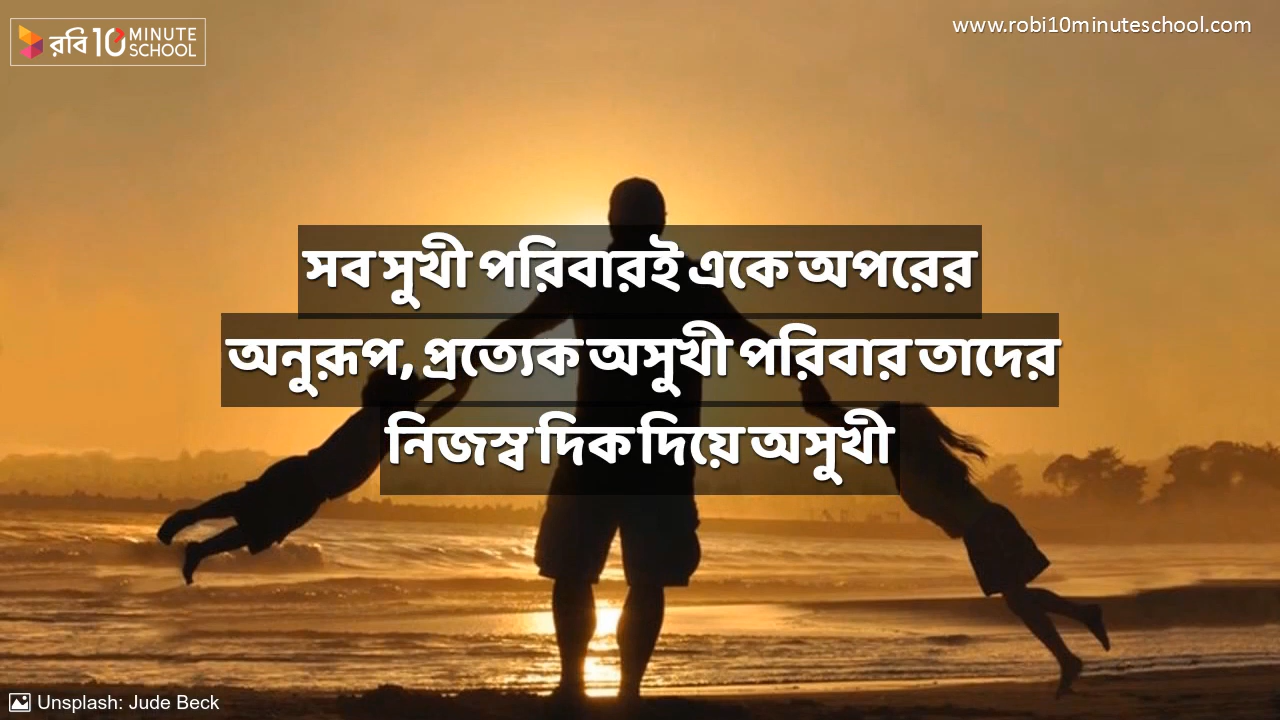 রবি 10 MINUTE SCHOOL
www.robi10minuteschool.com
সব সুখী পরিবারই একে অপরের
অনুরূপ, প্রত্যেক অসুখী পরিবার তাদের
নিজস্ব দিক দিয়ে অসুখী
Unsplash: Jude Beck